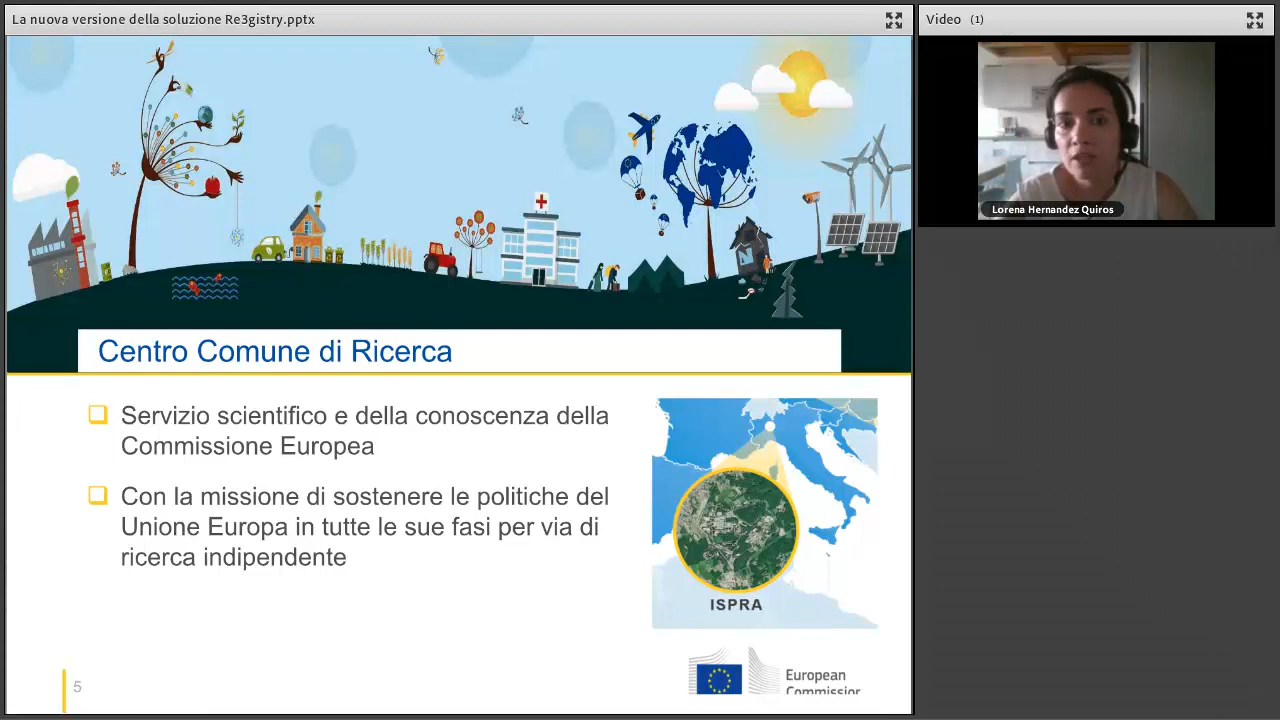 La nuova versione della soluzione Re3gistry.pptx
Video (1)
Lorena Hernandez Quiros
Centro Comune di Ricerca
Servizio scientifico e della conoscenza della
Commissione Europea
Con la missione di sostenere le politiche del
Unione Europa in tutte le sue fasi per via di
ricerca indipendente
ISPRA
5
European
Commission